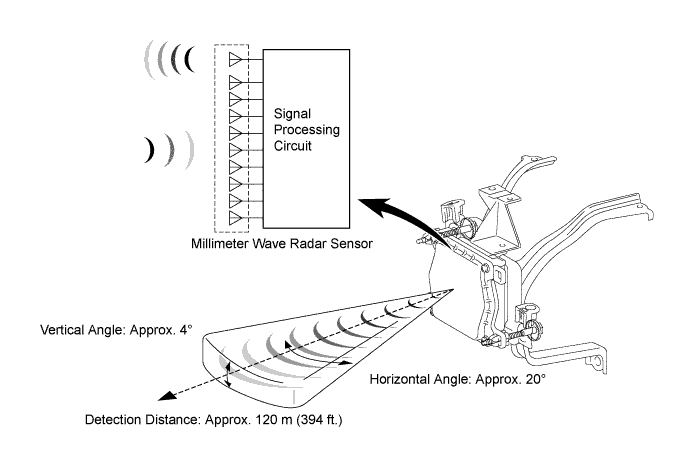 Signal
Processing
Circuit
Millimeter Wave Radar Sensor
Vertical Angle: Approx. 4°
Horizontal Angle: Approx. 20°
Detection Distance: Approx. 120 m (394 ft.)